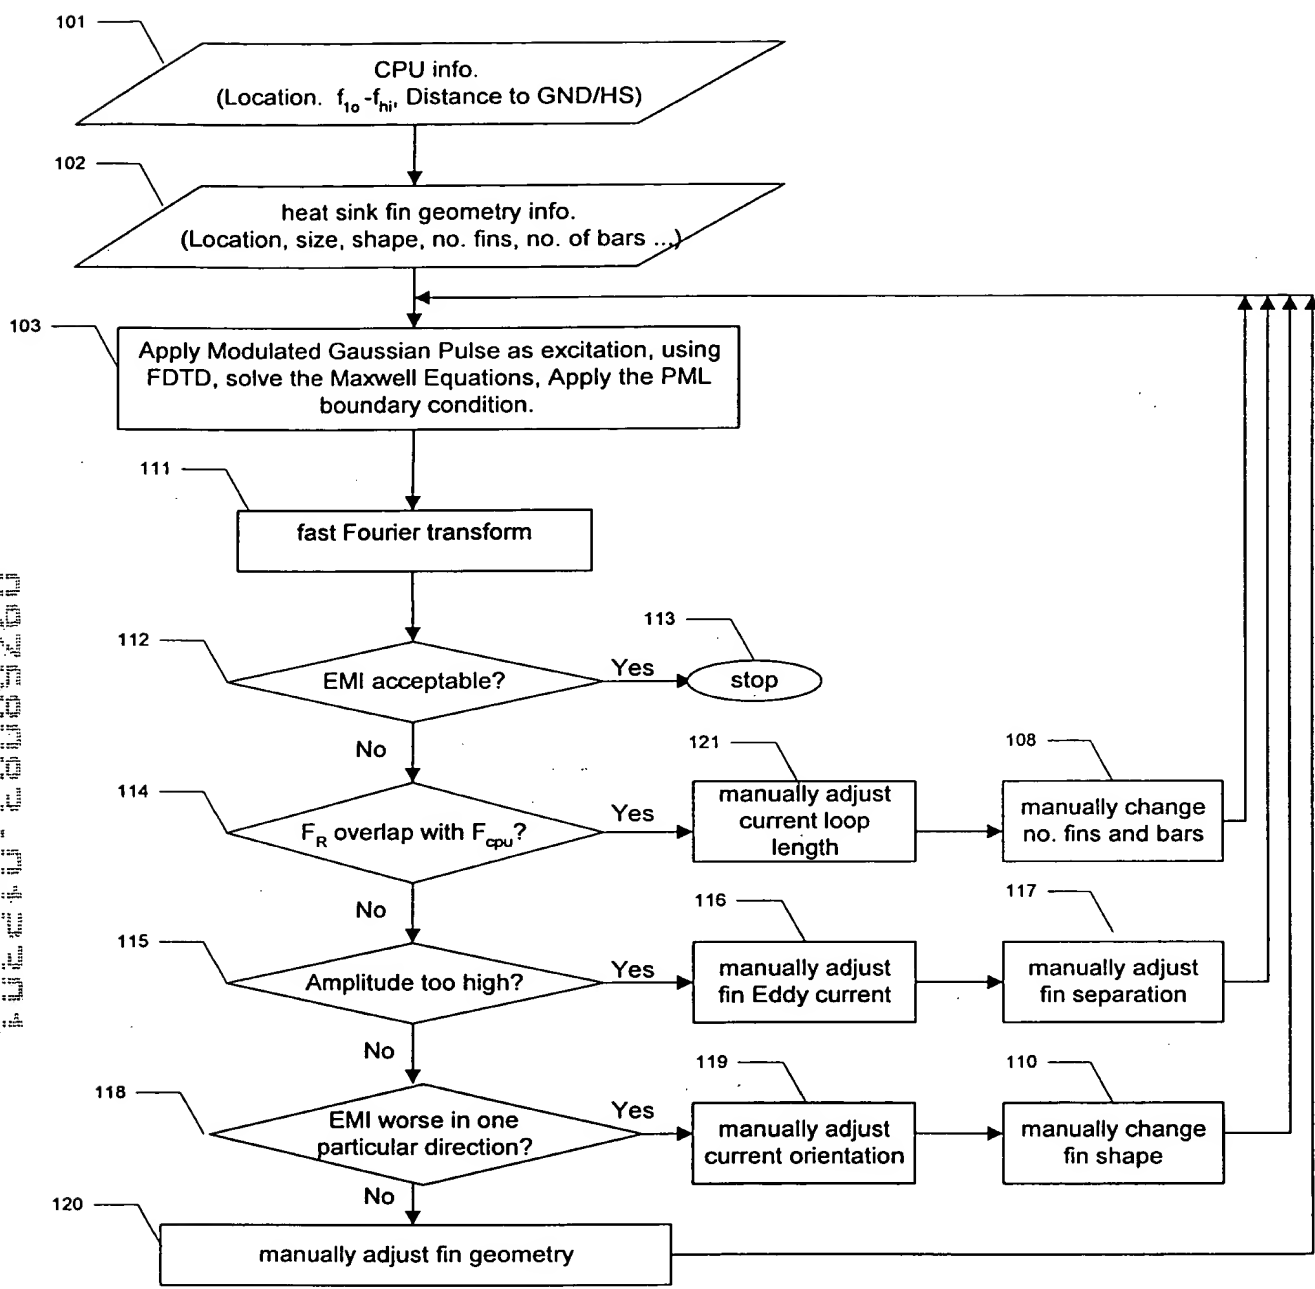 101
CPU info.
(Location. f1o -fhi, Distance to GND/HS)
102
heat sink fin geometry info.
(Location, size, shape, no. fins, no. of bars ...)
103
Apply Modulated Gaussian Pulse as excitation, using
FDTD, solve the Maxwell Equations, Apply the PML
boundary condition.
111
fast Fourier transform
112
EMI acceptable?
Yes
113
stop
No
114
FR overlap with Fcpu?
Yes
121
manually adjust
current loop
length
108
manually change
no. fins and bars
No
115
Amplitude too high?
Yes
116
manually adjust
fin Eddy current
117
manually adjust
fin separation
No
118
EMI worse in one
particular direction?
Yes
119
manually adjust
current orientation
110
manually change
fin shape
No
120
manually adjust fin geometry